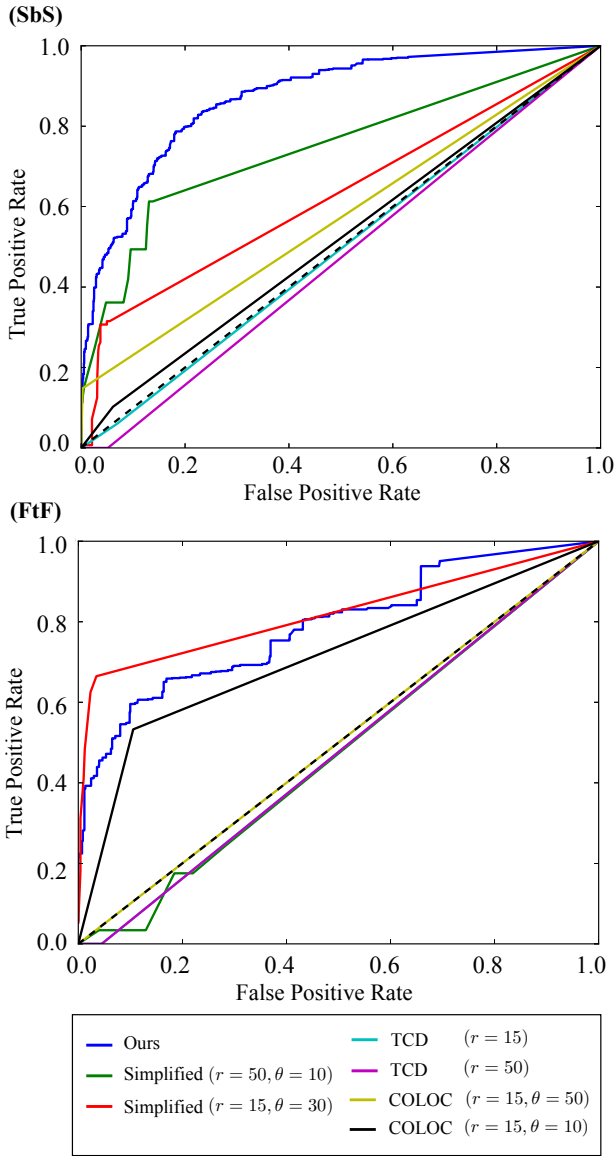 (SbS)
1.0
0.8
0.6
0.4
0.2
0.0
True Positive Rate
0.0 0.2 0.4 0.6 0.8 1.0
False Positive Rate
(FtF)
1.0
0.8
0.6
0.4
0.2
0.0
True Positive Rate
0.0 0.2 0.4 0.6 0.8 1.0
False Positive Rate
Ours
Simplified (r = 50, θ = 10)
Simplified (r = 15, θ = 30)
TCD (r = 15)
TCD (r = 50)
COLOC (r = 15, θ = 50)
COLOC (r = 15, θ = 10)